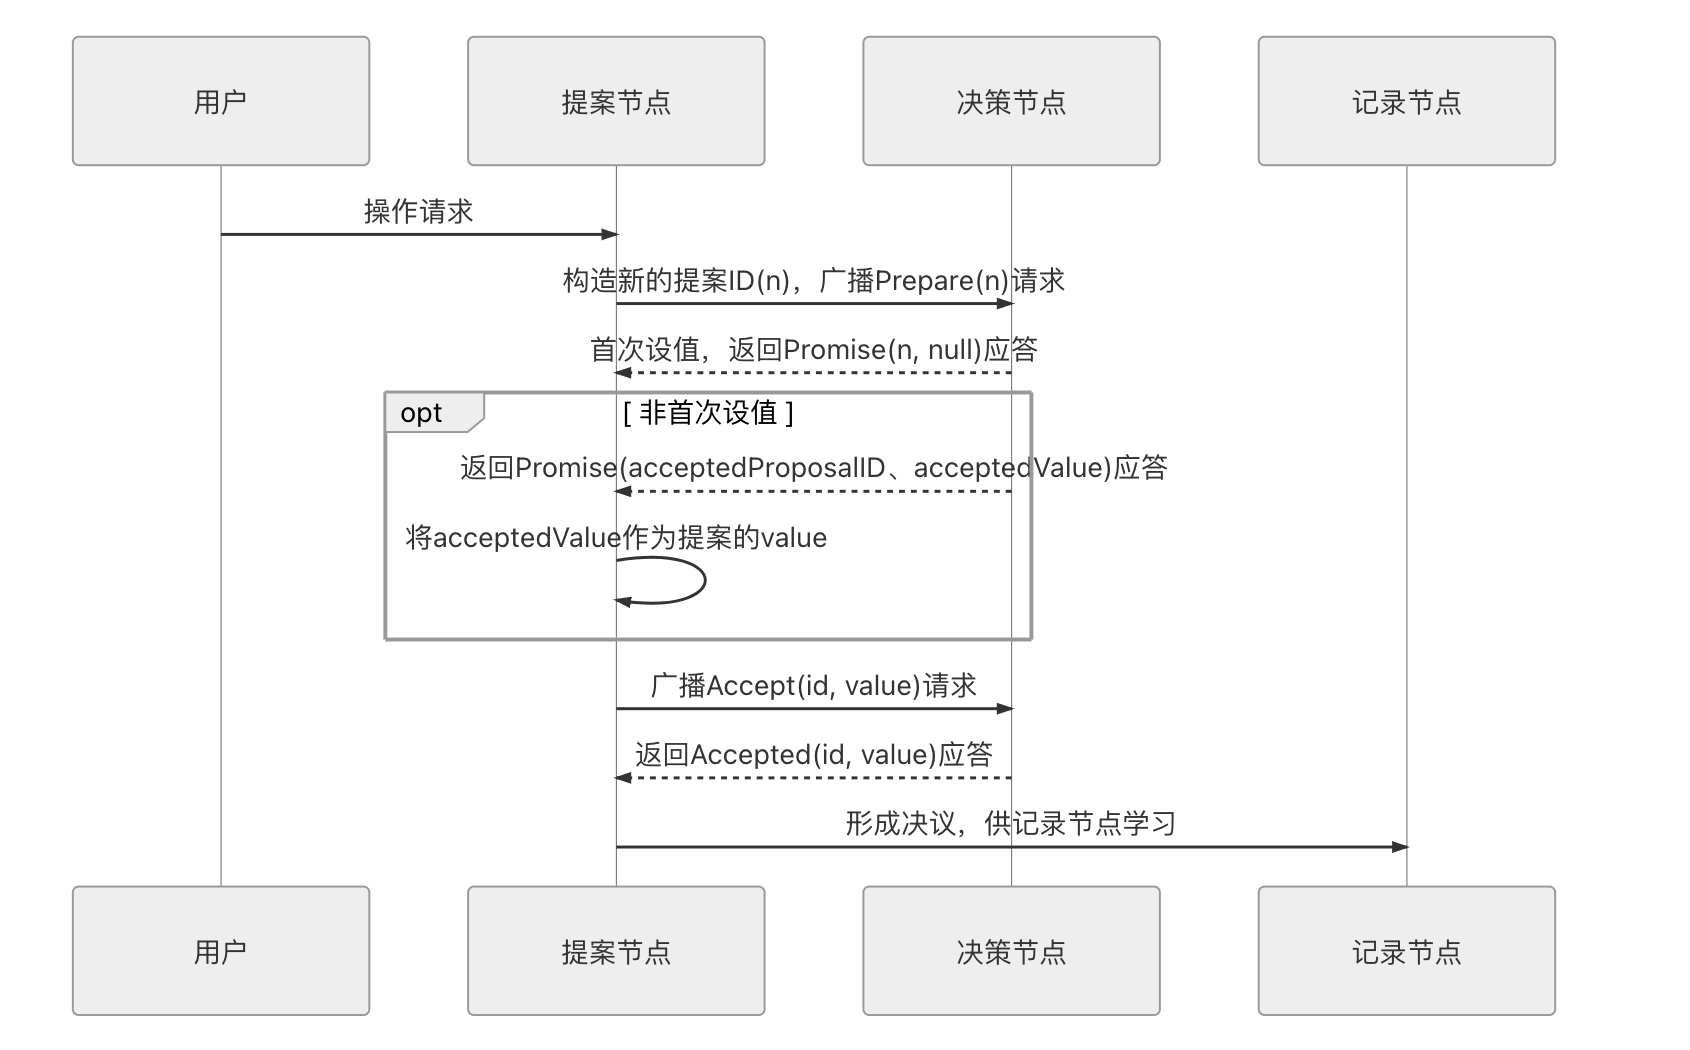 用户
提案节点
决策节点
记录节点
操作请求
构造新的提案ID(n)，广播Prepare(n)请求
首次设值，返回Promise(n, null)应答
opt
[ 非首次设值 ]
返回Promise(acceptedProposalID、acceptedValue)应答
将acceptedValue作为提案的value
广播Accept(id, value)请求
返回Accepted(id, value)应答
形成决议，供记录节点学习
用户
提案节点
决策节点
记录节点